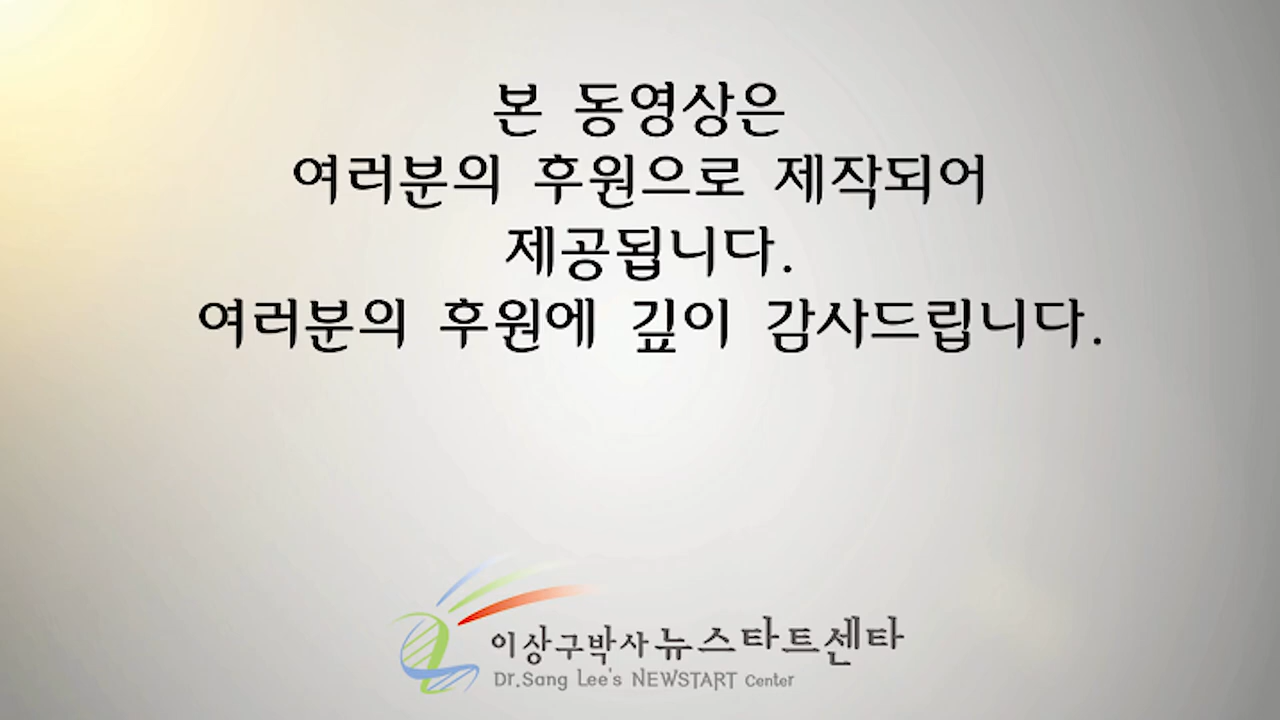 본 동영상은
여러분의 후원으로 제작되어
제공됩니다.
여러분의 후원에 깊이 감사드립니다.
이상구박사 뉴스타트센타
Dr.Sang Lee's NEWSTART Center